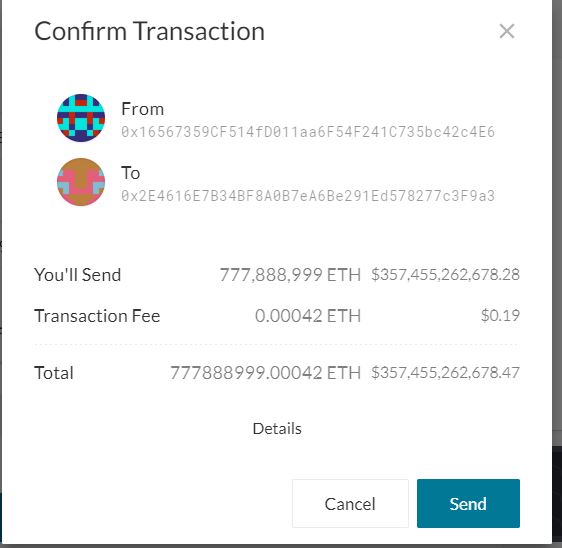 Confirm Transaction
From
0x16567359CF514fD011aa6F54F241C735bc42c4E6
To
0x2E4616E7B34BF8A0B7eA6Be291Ed578277c3F9a3
You'll Send 777,888,999 ETH $357,455,262,678.28
Transaction Fee 0.00042 ETH $0.19
Total 777888999.00042 ETH $357,455,262,678.47
Details
Cancel Send